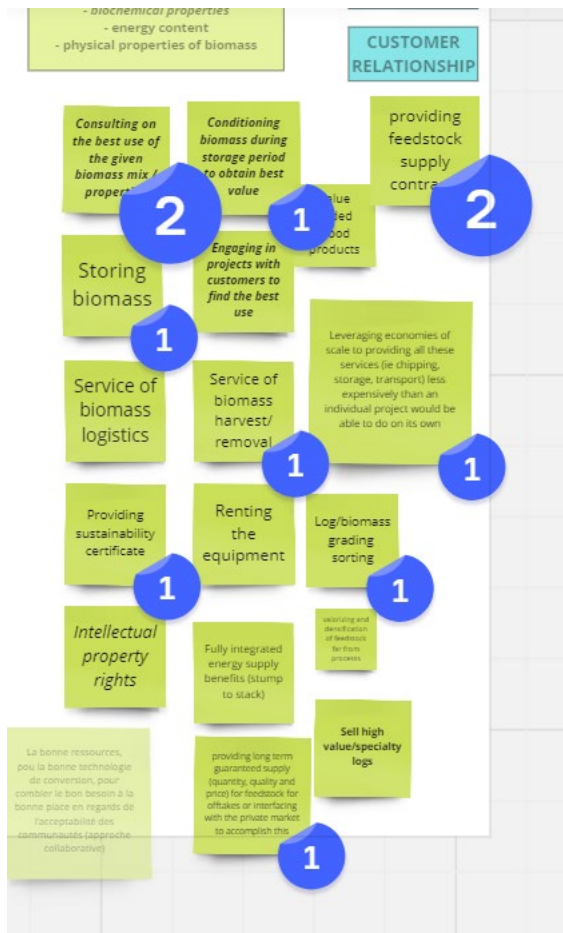 - biochemical properties
- energy content
- physical properties of biomass
CUSTOMER
RELATIONSHIP
Consulting on
the best use of
the given
biomass mix /
2
Conditioning
biomass during
storage period
to obtain best
value
1
providing
feedstock
supply
2
products
Storing
biomass
1
Engaging in
projects with
customers to
find the best
use
Leveraging economies of
scale to providing all these
services (ie chipping,
storage, transport) less
expensively than an
individual project would be
able to do on its own
1
Service of
biomass
logistics
Service of
biomass
harvest/
removal
1
Providing
sustainability
certificate
1
Renting
the
equipment
Log/biomass
grading
sorting
1
Intellectual
property
rights
Fully integrated
energy supply
benefits (stump
to stack)
valorizing and
densification
of feedstock
far from
process
Sell high
value/specialty
logs
La bonne ressources,
pou la bonne technologie
de conversion, pour
combler le bon besoin à la
bonne place en regards de
l'acceptabilité des
communautés (approche
collaborative)
providing long term
guaranteed supply
(quantity, quality and
price) for feedstock for
offtakes or interfacing
with the private market
to accomplish this
1